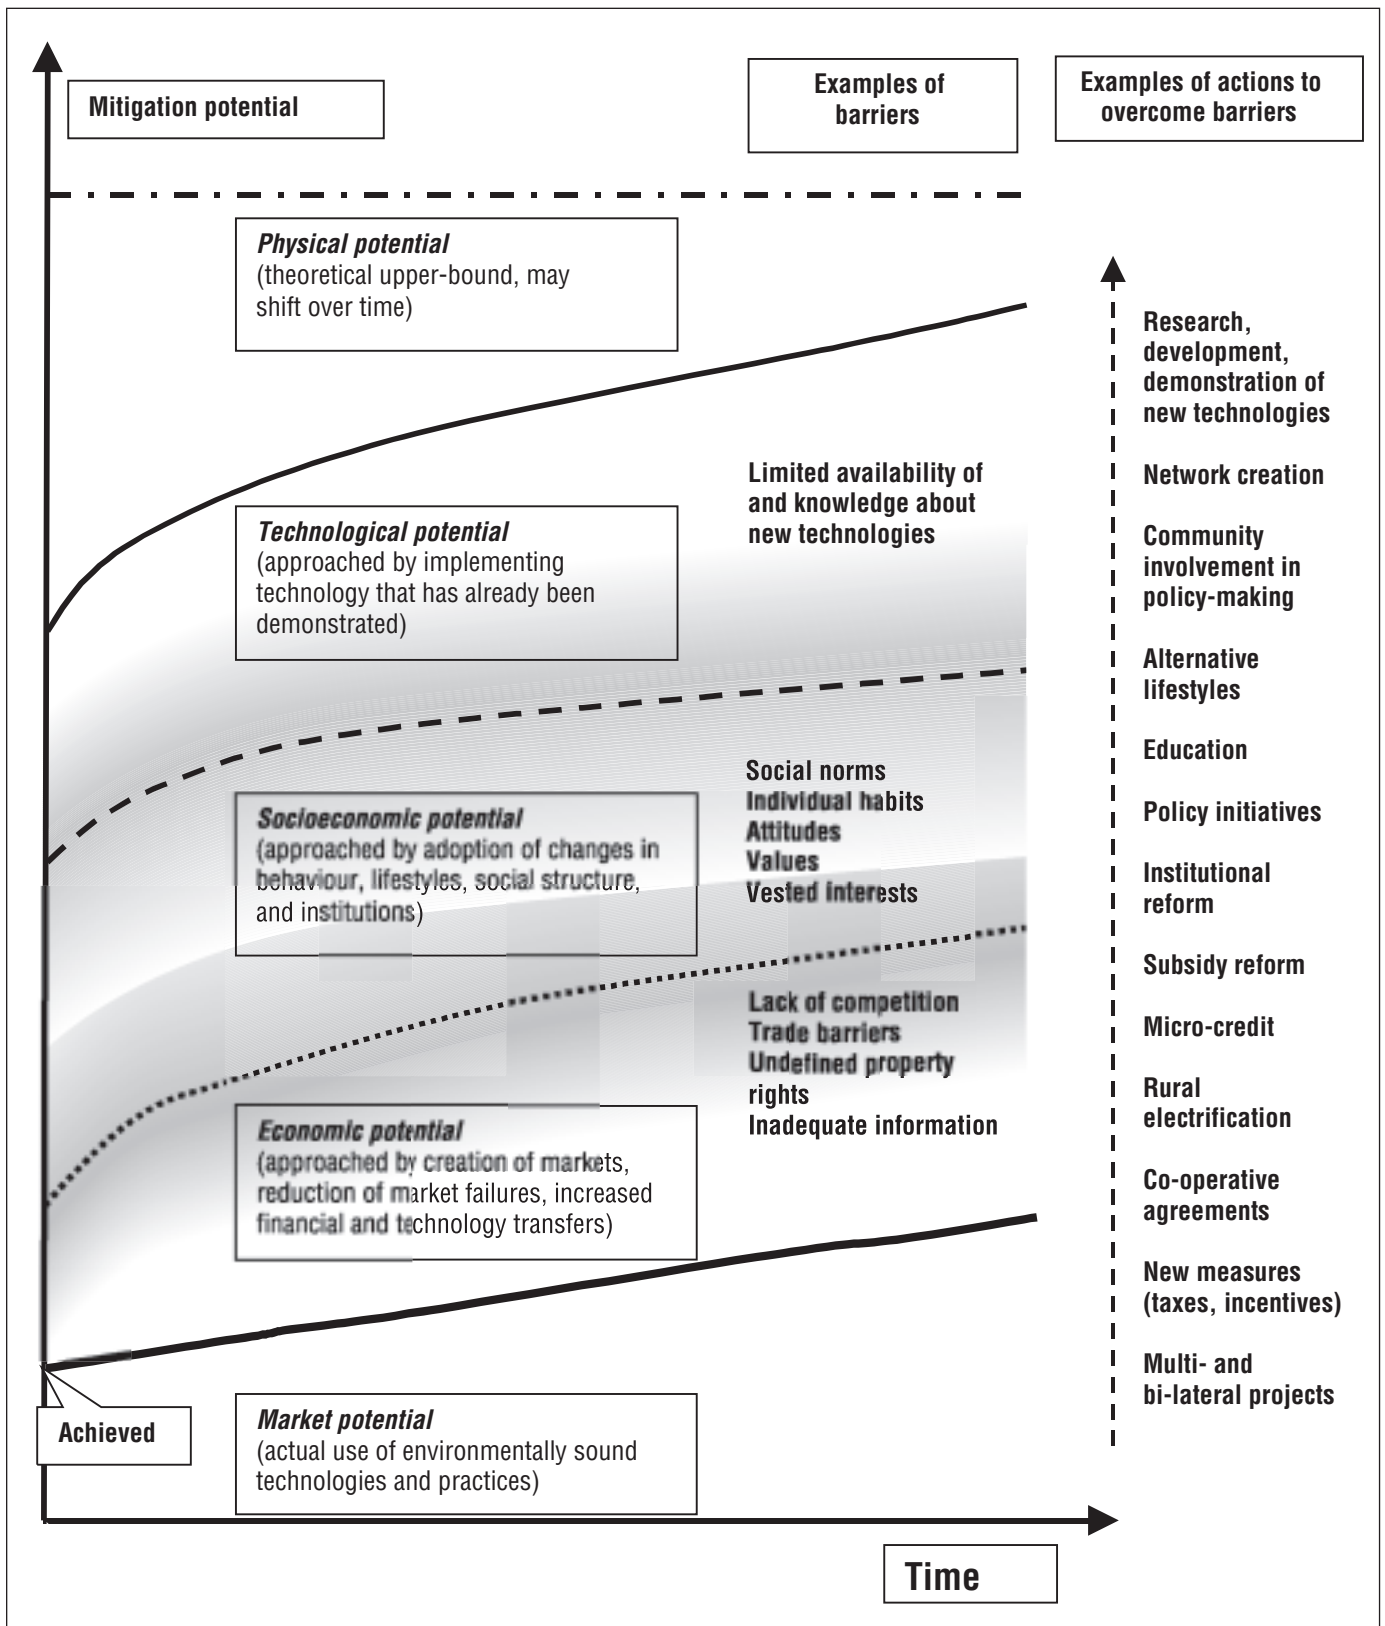 Mitigation potential
Examples of
barriers
Examples of actions to
overcome barriers
Physical potential
(theoretical upper-bound, may
shift over time)
Technological potential
(approached by implementing
technology that has already been
demonstrated)
Socioeconomic potential
(approached by adoption of changes in
behaviour, lifestyles, social structure,
and institutions)
Economic potential
(approached by creation of markets,
reduction of market failures, increased
financial and technology transfers)
Achieved
Market potential
(actual use of environmentally sound
technologies and practices)
Limited availability of
and knowledge about
new technologies
Social norms
Individual habits
Attitudes
Values
Vested interests
Lack of competition
Trade barriers
Undefined property
rights
Inadequate information
Research,
development,
demonstration of
new technologies
Network creation
Community
involvement in
policy-making
Alternative
lifestyles
Education
Policy initiatives
Institutional
reform
Subsidy reform
Micro-credit
Rural
electrification
Co-operative
agreements
New measures
(taxes, incentives)
Multi- and
bi-lateral projects
Time